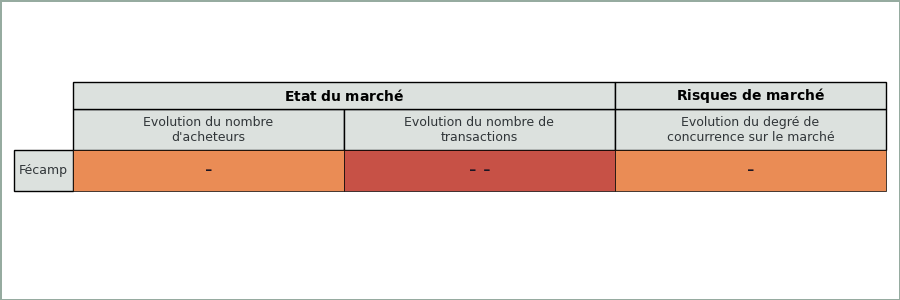 Etat du marché
Risques de marché
Evolution du nombre
d'acheteurs
Evolution du nombre de
transactions
Evolution du degré de
concurrence sur le marché
Fécamp
–
– –
–